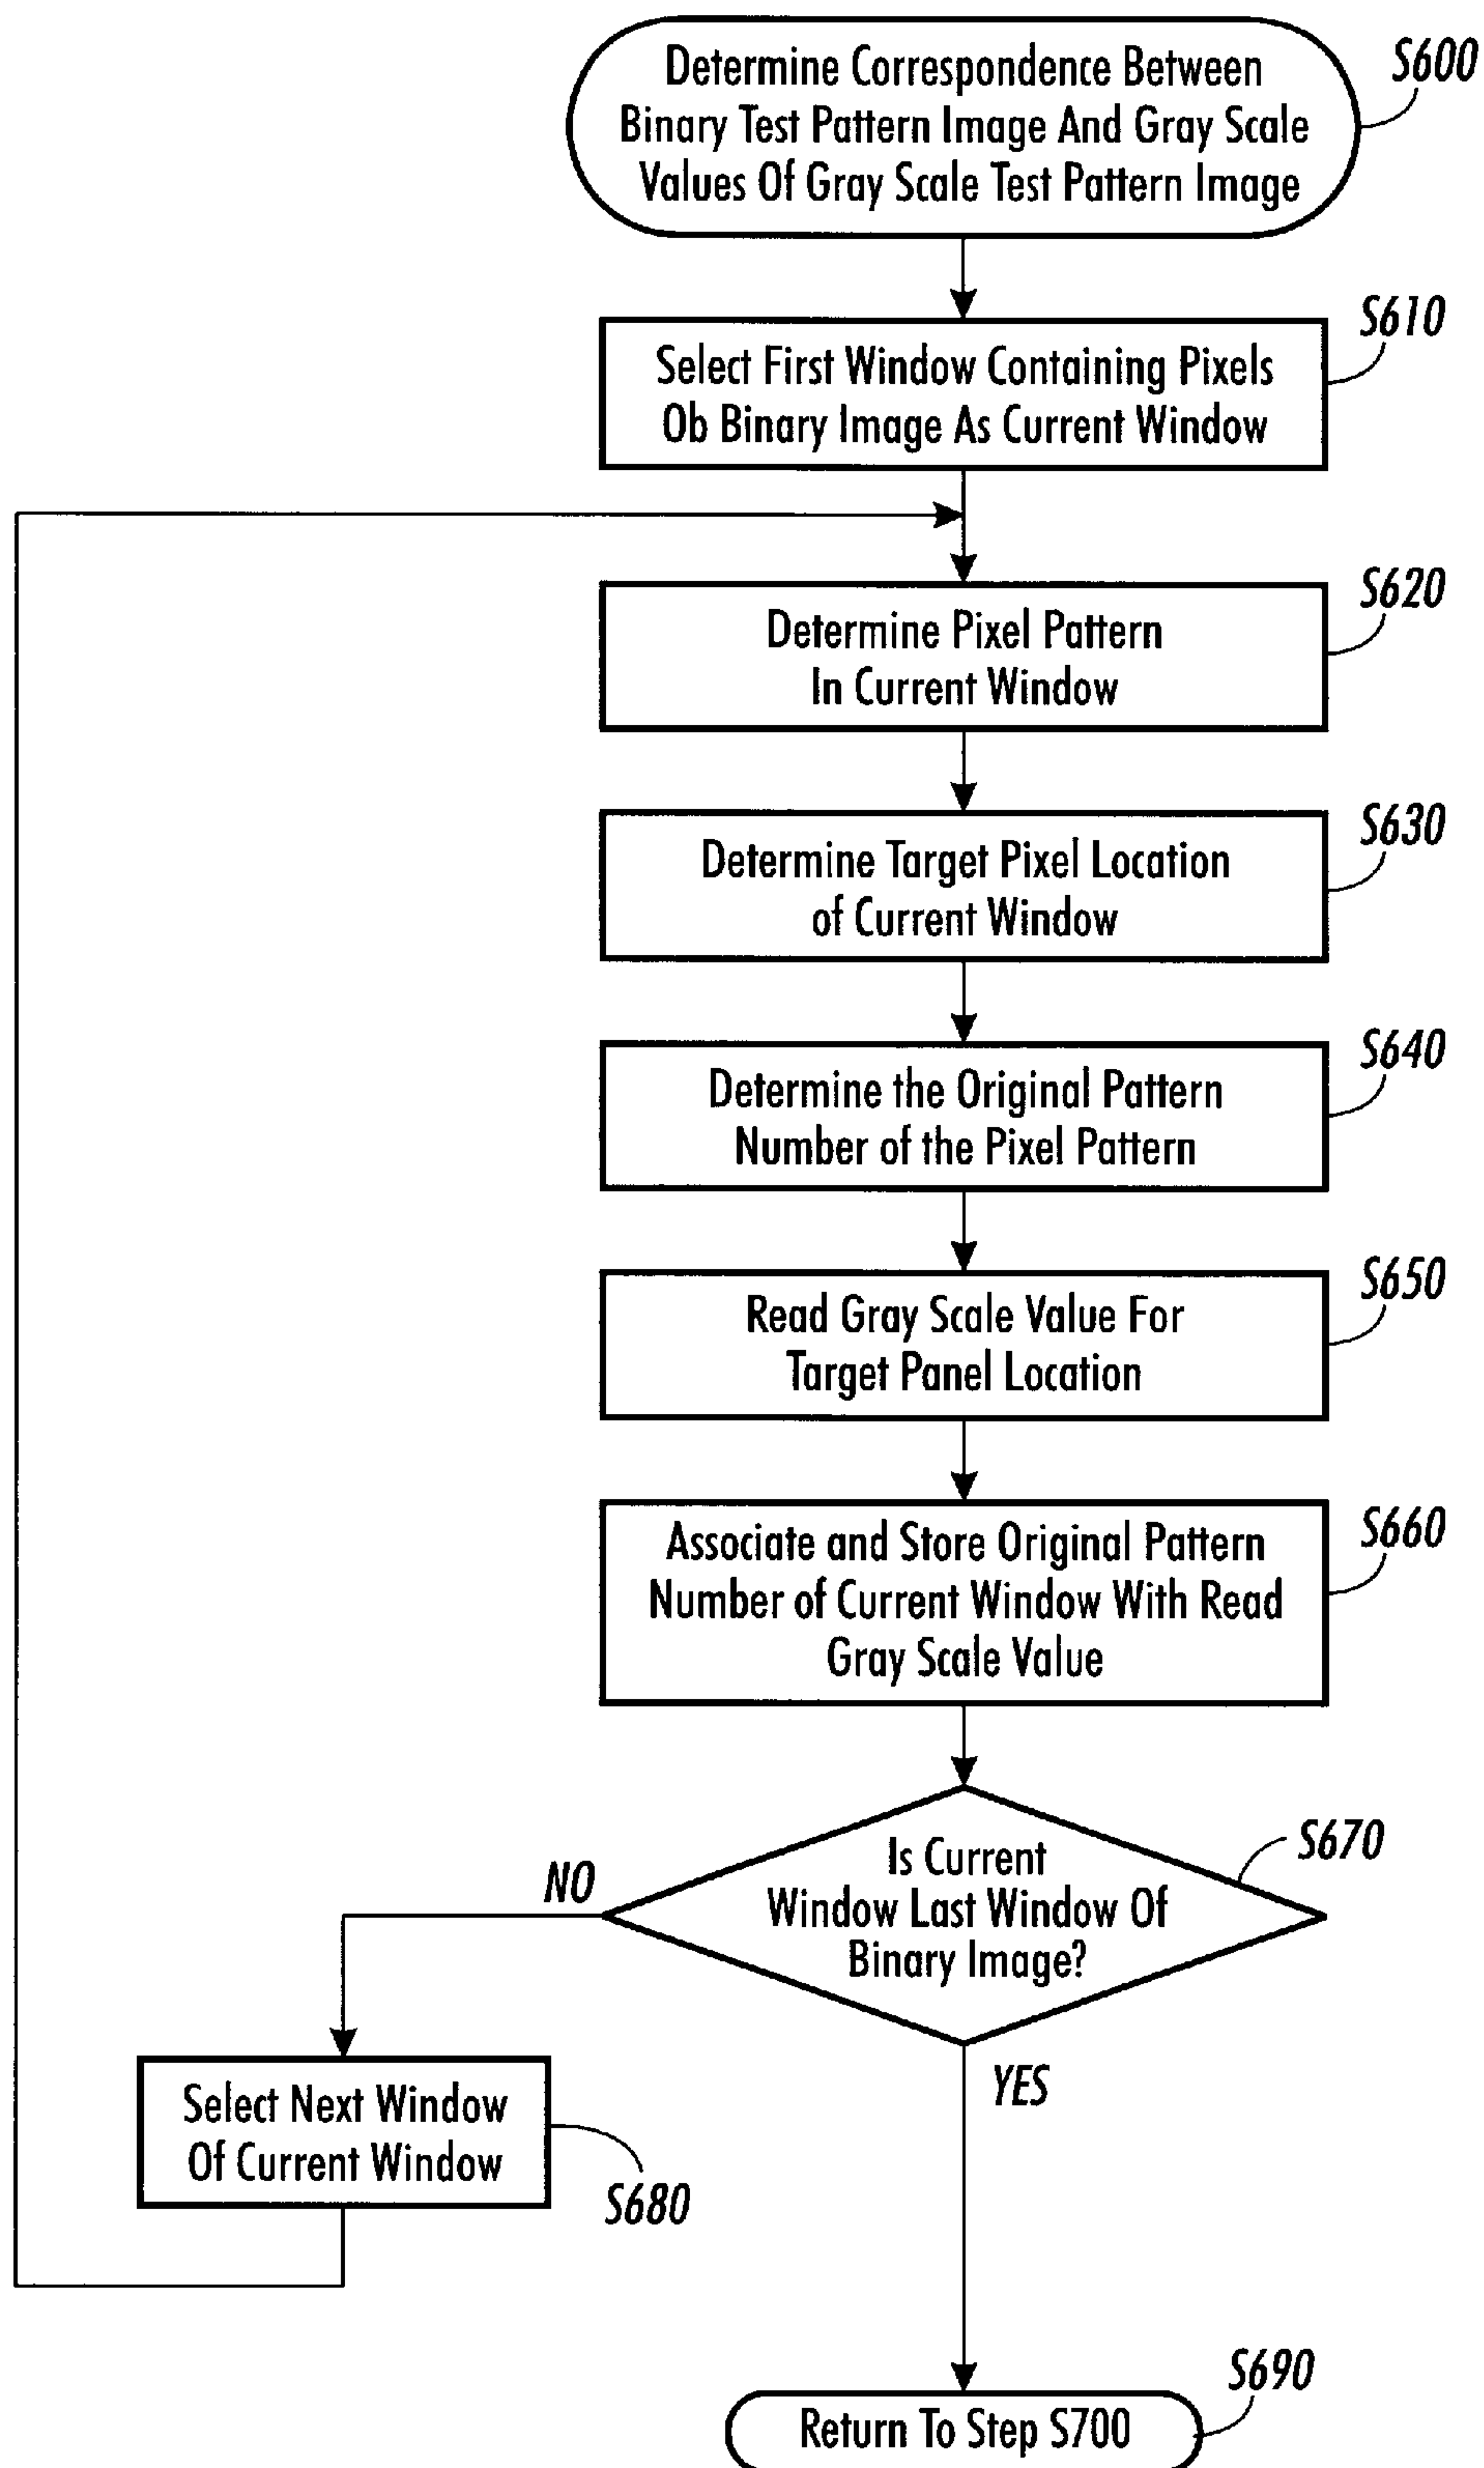 Determine Correspondence Between
Binary Test Pattern Image And Gray Scale
Values Of Gray Scale Test Pattern Image
S600
Select First Window Containing Pixels
Ob Binary Image As Current Window
S610
Determine Pixel Pattern
In Current Window
S620
Determine Target Pixel Location
of Current Window
S630
Determine the Original Pattern
Number of the Pixel Pattern
S640
Read Gray Scale Value For
Target Panel Location
S650
Associate and Store Original Pattern
Number of Current Window With Read
Gray Scale Value
S660
Is Current
Window Last Window Of
Binary Image?
S670
NO
YES
Select Next Window
Of Current Window
S680
Return To Step S700
S690